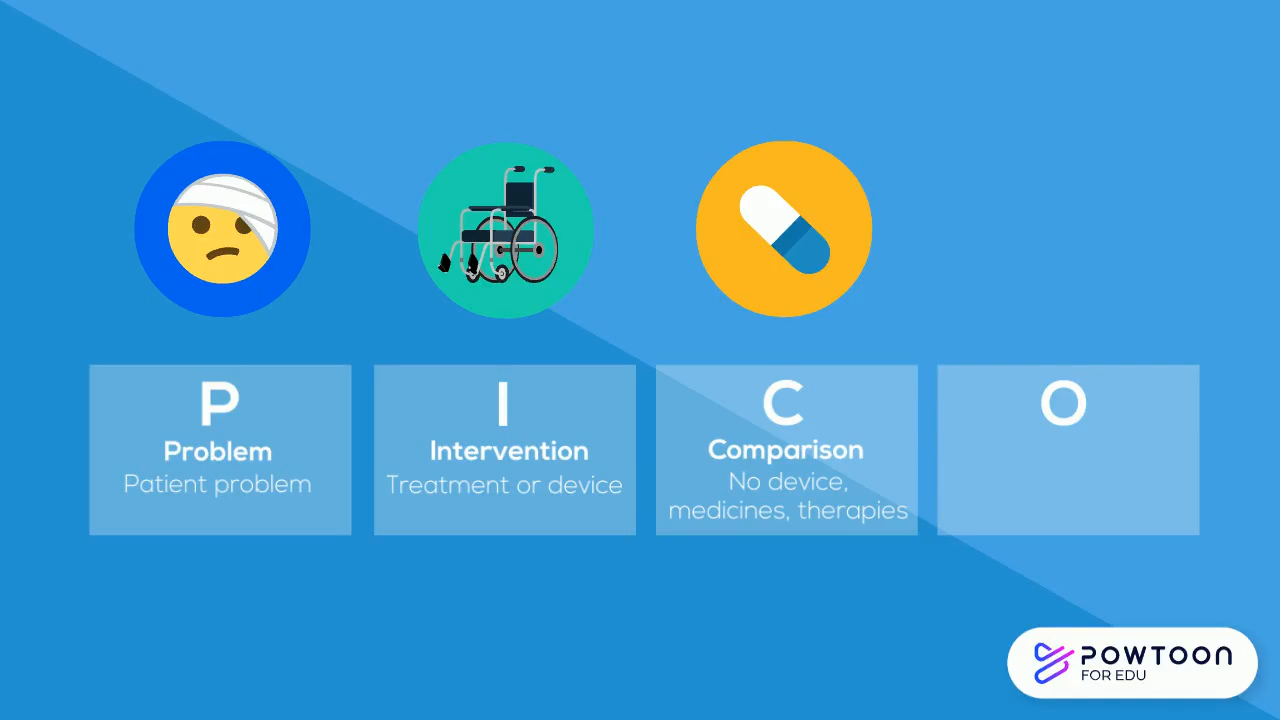 P
Problem
Patient problem
I
Intervention
Treatment or device
C
Comparison
No device,
medicines, therapies
O
POWTOON
FOR EDU